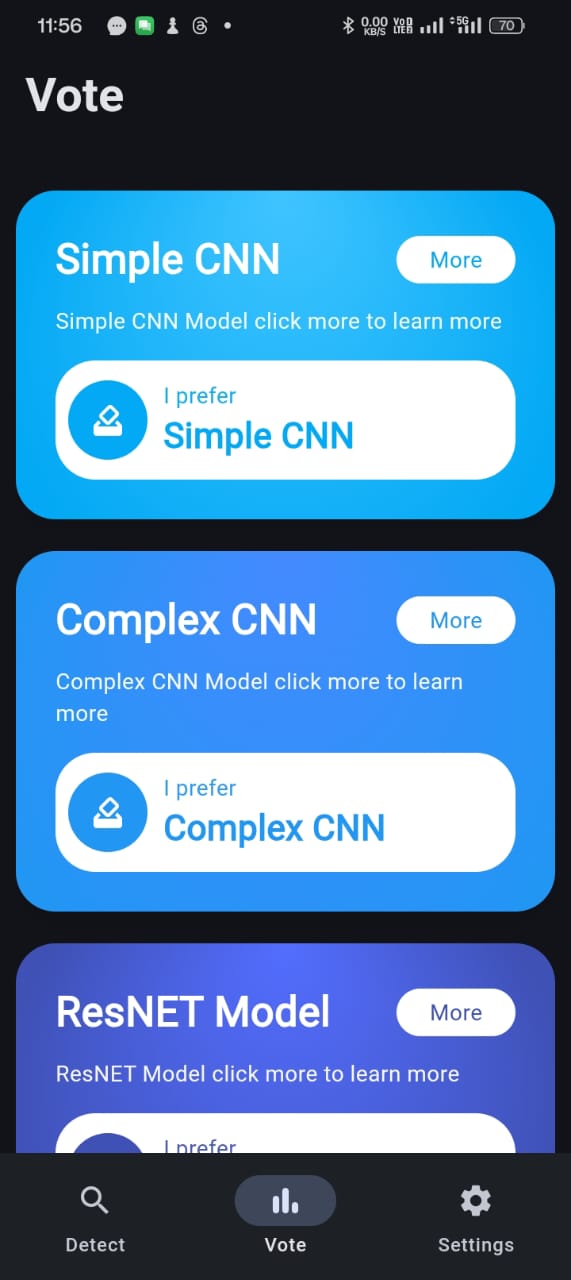 11:56
0.00 KB/S
VoD LTE
5G
70
Vote
Simple CNN
More
Simple CNN Model click more to learn more
I prefer
Simple CNN
Complex CNN
More
Complex CNN Model click more to learn
more
I prefer
Complex CNN
ResNET Model
More
ResNET Model click more to learn more
I prefer
Detect
Vote
Settings